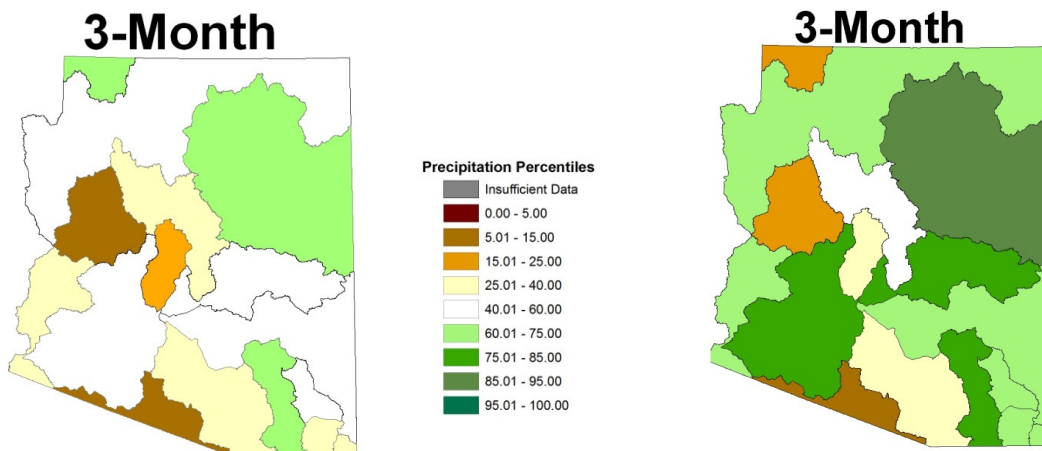 3-Month
3-Month
Precipitation Percentiles
Insufficient Data
0.00 - 5.00
5.01 - 15.00
15.01 - 25.00
25.01 - 40.00
40.01 - 60.00
60.01 - 75.00
75.01 - 85.00
85.01 - 95.00
95.01 - 100.00